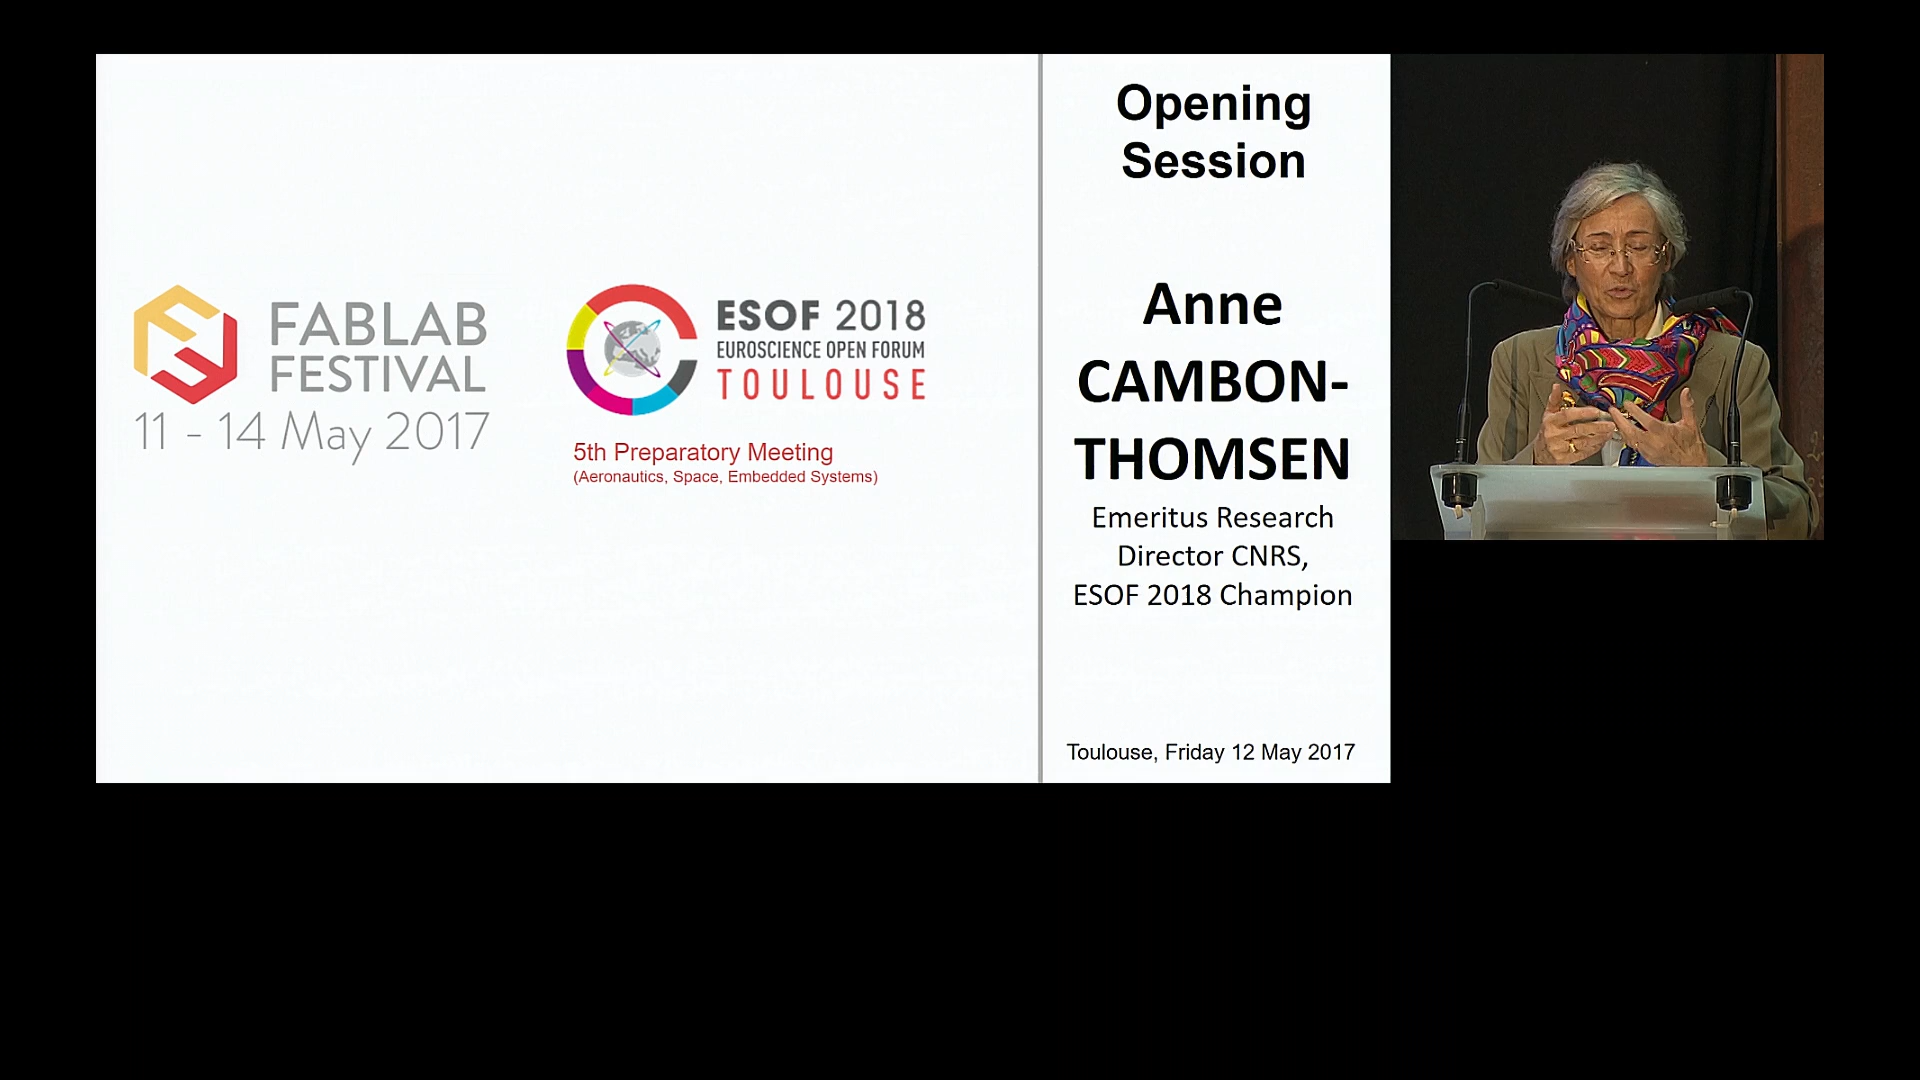 FABLAB
FESTIVAL
11 - 14 May 2017
ESOF 2018
EUROSCIENCE OPEN FORUM
TOULOUSE
5th Preparatory Meeting
(Aeronautics, Space, Embedded Systems)
Opening
Session
Anne
CAMBON-
THOMSEN
Emeritus Research
Director CNRS,
ESOF 2018 Champion
Toulouse, Friday 12 May 2017